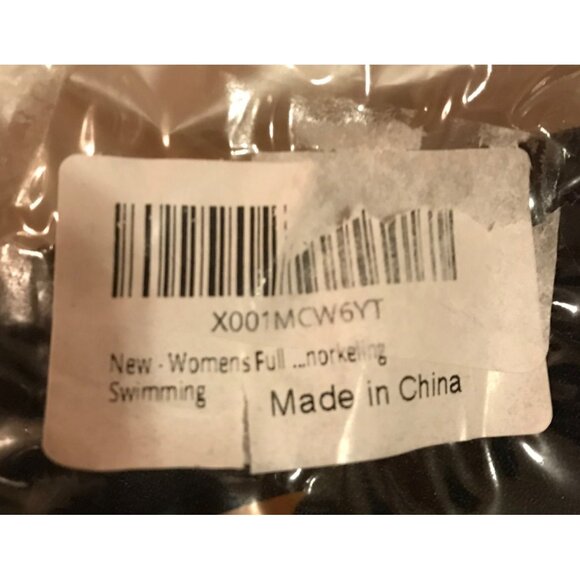 X001MCW6YT
New - Womens Full ...norkeling
Swimming
Made in China